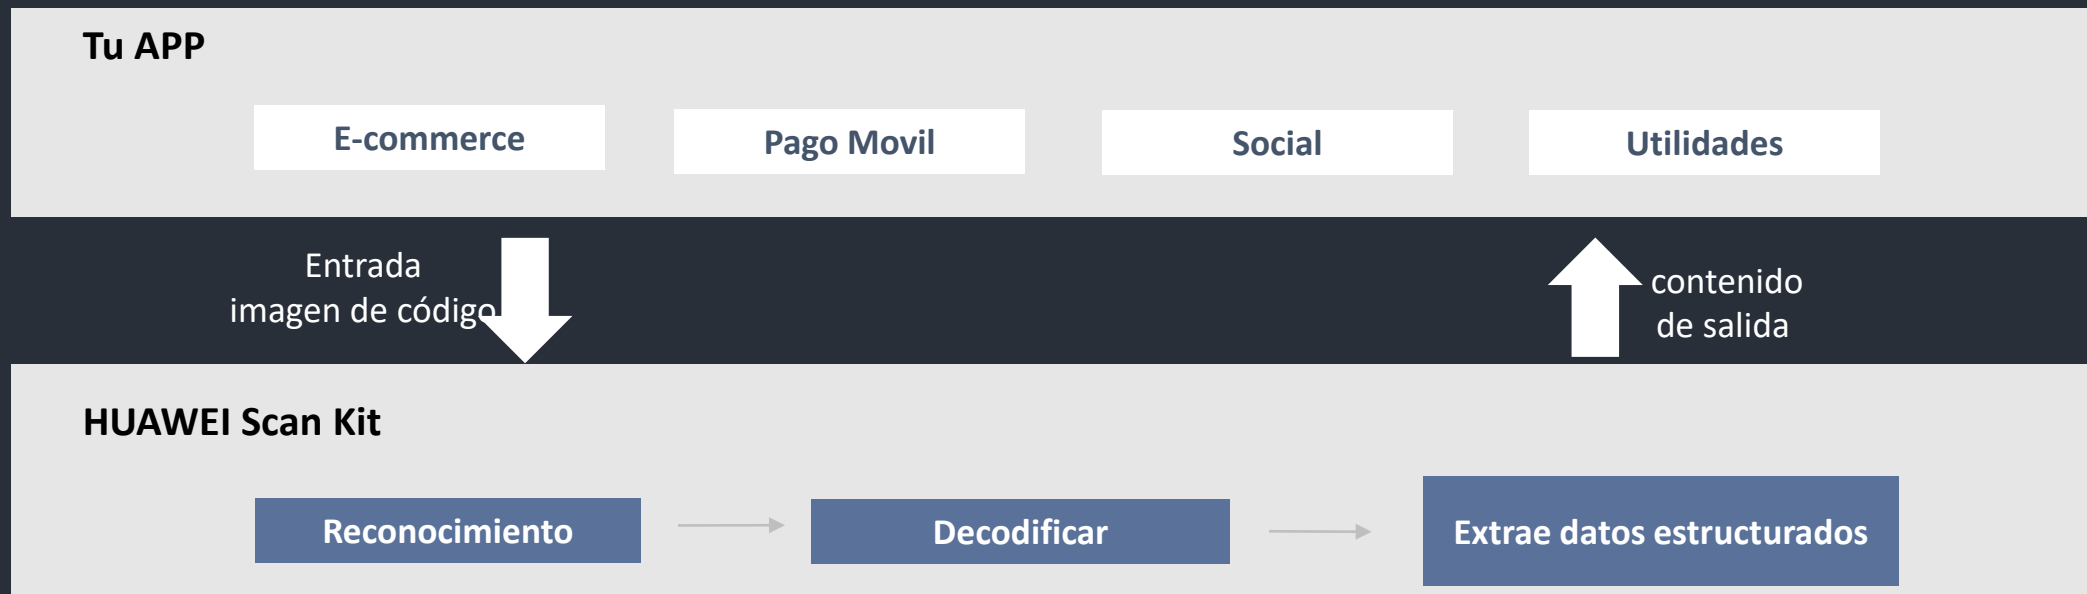 Tu APP
E-commerce
Pago Movil
Social
Utilidades
Entrada
imagen de código
contenido
de salida
HUAWEI Scan Kit
Reconocimiento
Decodificar
Extrae datos estructurados